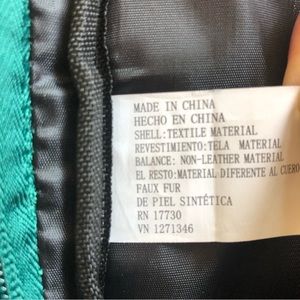 MADE IN CHINA
HECHO EN CHINA
SHELL:TEXTILE MATERIAL
REVESTIMIENTO:TELA MATERIAL
BALANCE: NON-LEATHER MATERIAL
EL RESTO:MATERIAL DIFERENTE AL CUERO
FAUX FUR
DE PIEL SINTÉTICA
RN 17730
VN 1271346